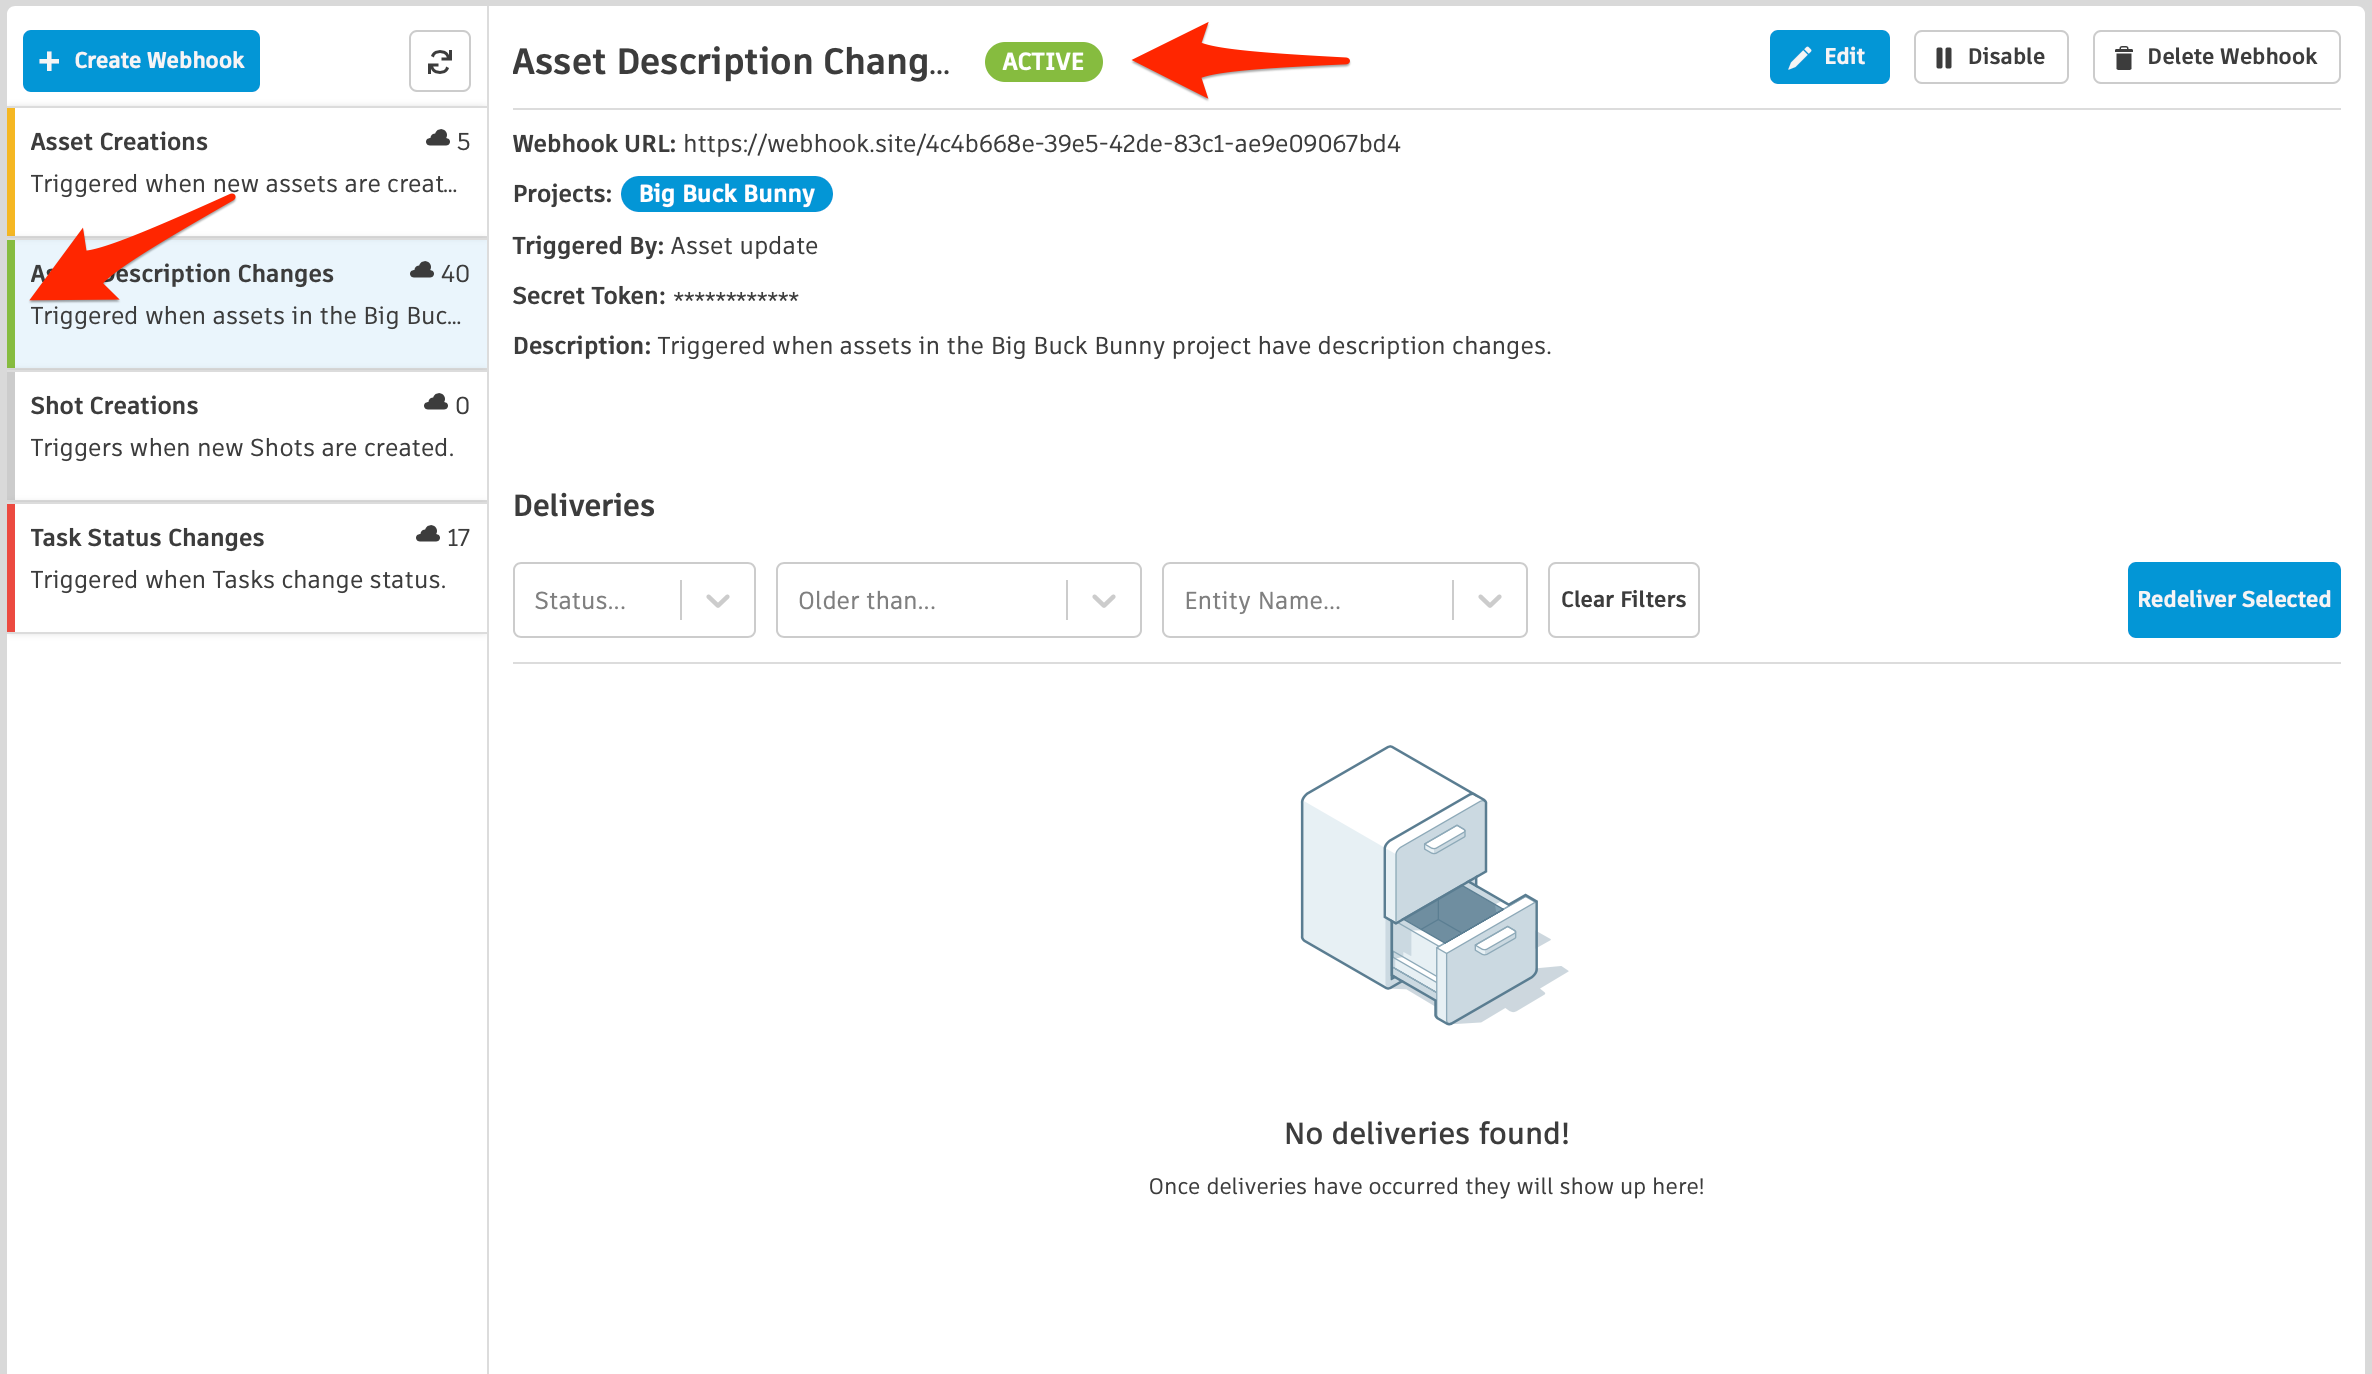 Create Webhook
Asset Creations 5
Triggered when new assets are creat...
Description Changes 40
Triggered when assets in the Big Buc...
Shot Creations 0
Triggers when new Shots are created.
Task Status Changes 17
Triggered when Tasks change status.
Asset Description Chang... ACTIVE
Edit Disable Delete Webhook
Webhook URL: https://webhook.site/4c4b668e-39e5-42de-83c1-ae9e09067bd4
Projects: Big Buck Bunny
Triggered By: Asset update
Secret Token: ************
Description: Triggered when assets in the Big Buck Bunny project have description changes.
Deliveries
Status... Older than... Entity Name... Clear Filters Redeliver Selected
No deliveries found!
Once deliveries have occurred they will show up here!